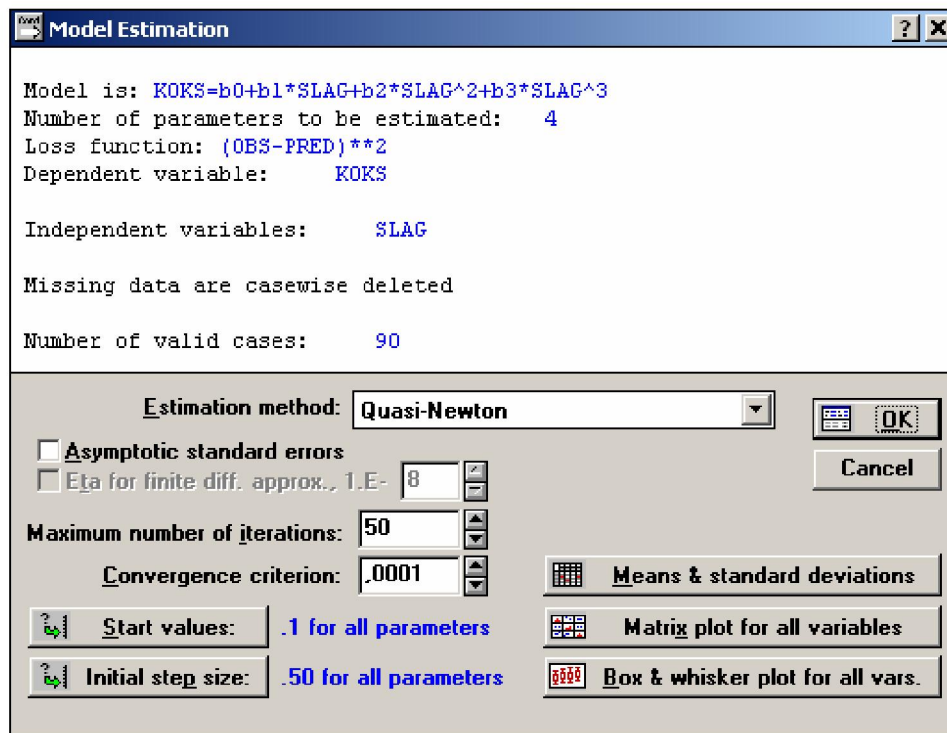 Model Estimation
Model is: KOKS=b0+b1*SLAG+b2*SLAG^2+b3*SLAG^3
Number of parameters to be estimated: 4
Loss function: (OBS-PRED)**2
Dependent variable: KOKS
Independent variables: SLAG
Missing data are casewise deleted
Number of valid cases: 90
Estimation method: Quasi-Newton
OK
Asymptotic standard errors
Cancel
Eta for finite diff. approx., 1.E- 8
Maximum number of iterations: 50
Convergence criterion: ,0001
Means & standard deviations
Start values: .1 for all parameters
Matrix plot for all variables
Initial step size: .50 for all parameters
Box & whisker plot for all vars.